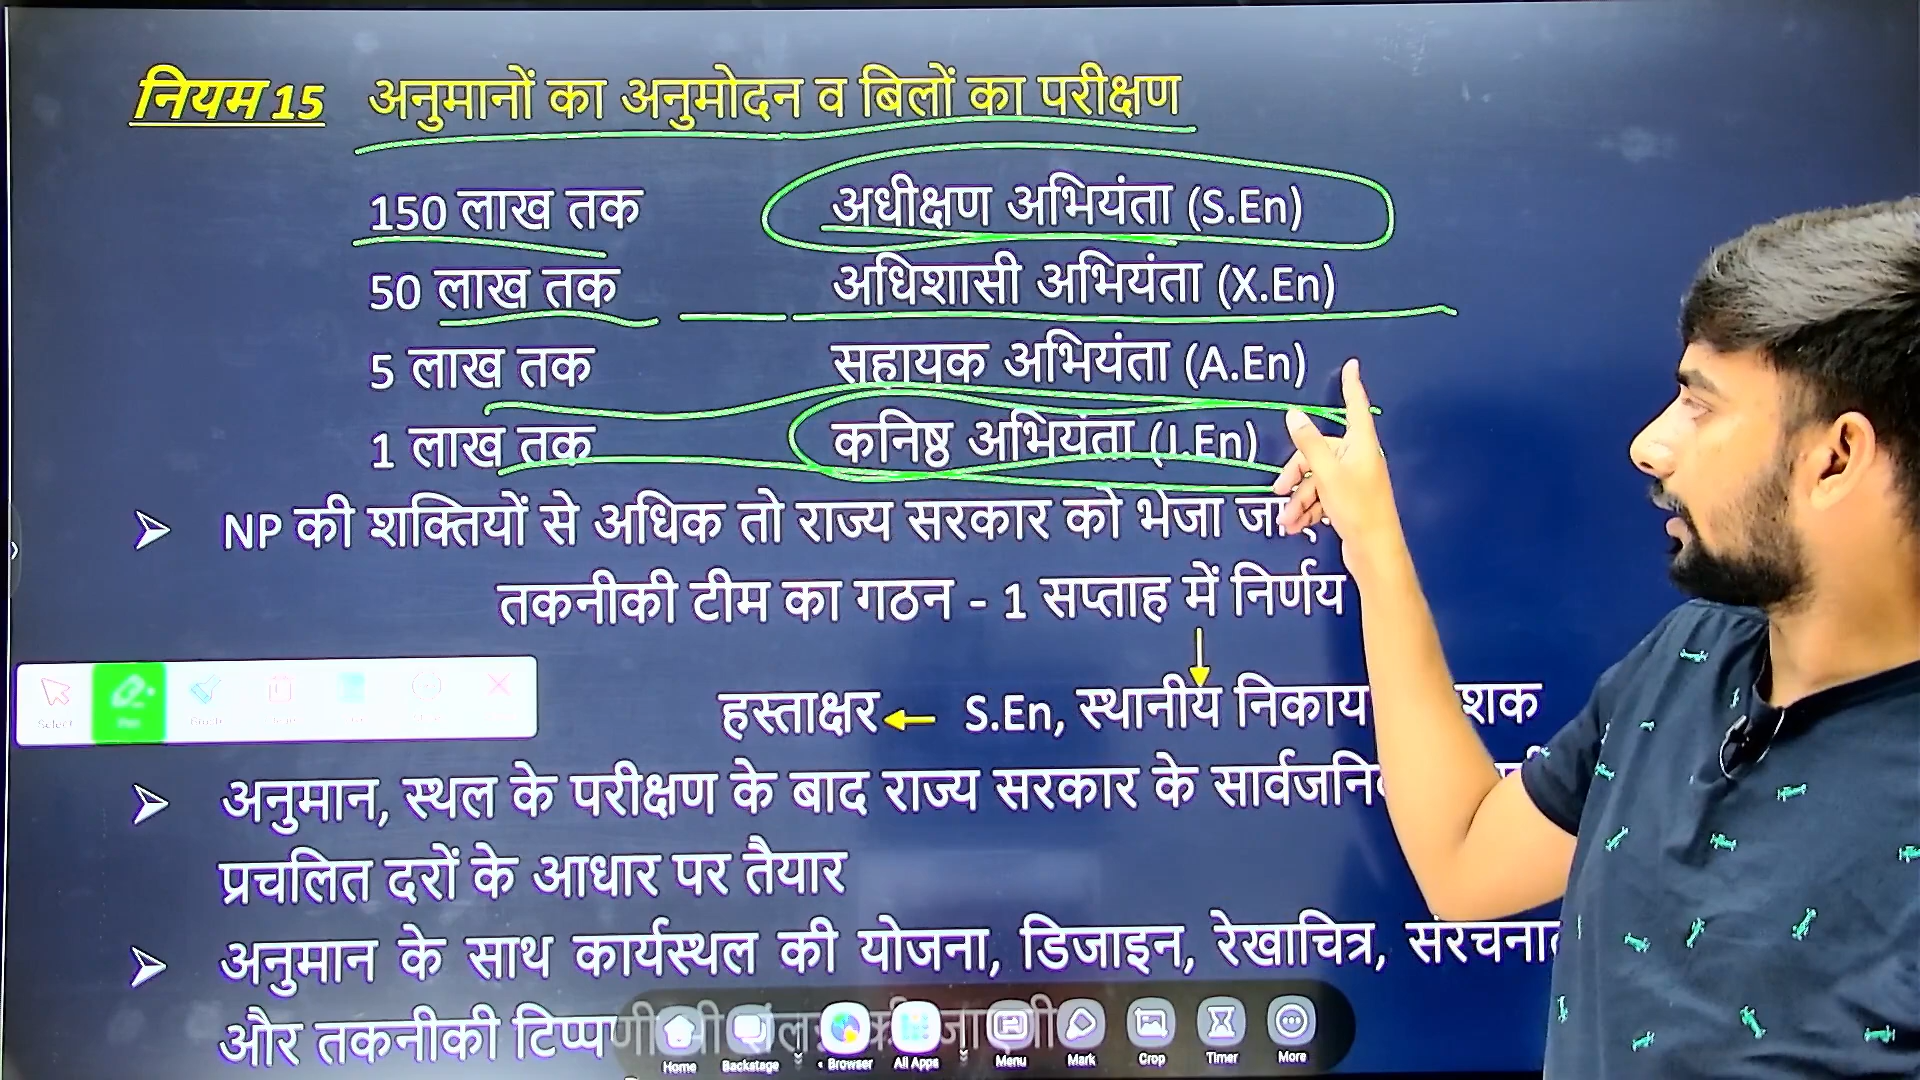 नियम 15 अनुमानों का अनुमोदन व बिलों का परीक्षण
150 लाख तक अधीक्षण अभियंता (S.En)
50 लाख तक अधिशासी अभियंता (X.En)
5 लाख तक सहायक अभियंता (A.En)
1 लाख तक कनिष्ठ अभियंता (J.En)
➢ NP की शक्तियों से अधिक तो राज्य सरकार को भेजा
तकनीकी टीम का गठन - 1 सप्ताह में निर्णय
Select
हस्ताक्षर ← S.En, स्थानीय निकाय
➢ अनुमान, स्थल के परीक्षण के बाद राज्य सरकार के
प्रचलित दरों के आधार पर तैयार
➢ अनुमान के साथ कार्यस्थल की योजना, डिजाइन, रेखाचित्र,
और तकनीकी
Home Backstage Browser All Apps Menu Mark Crop Timer More